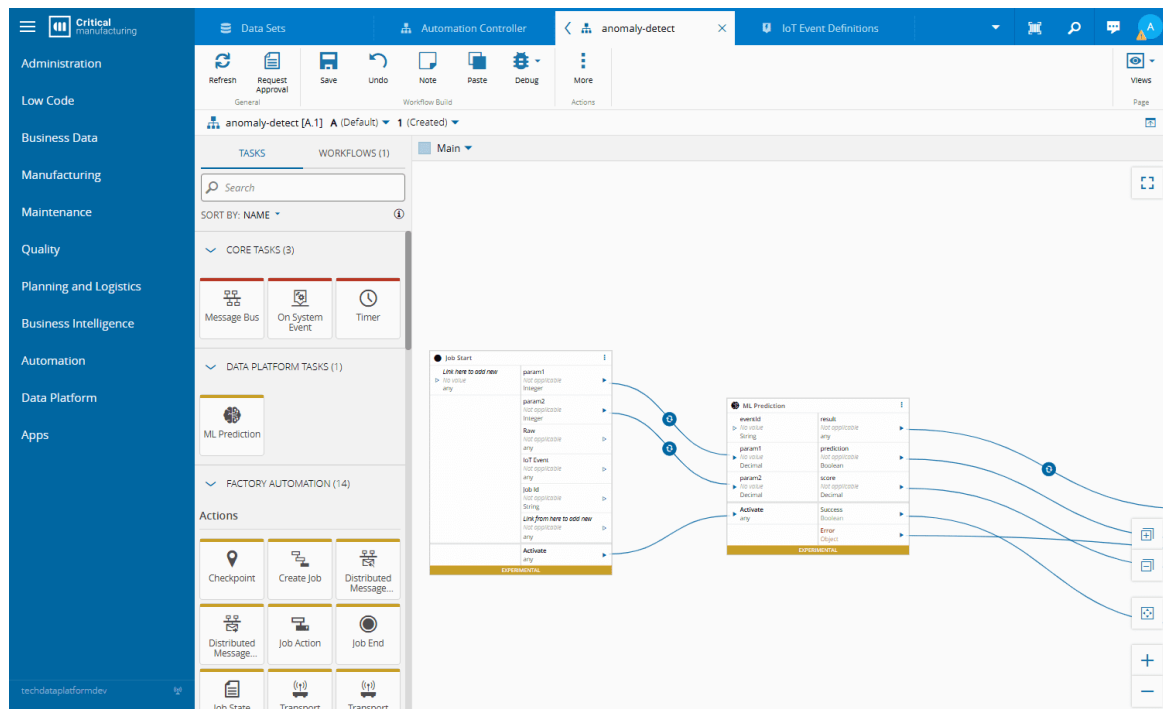 Critical
manufacturing
Data Sets
Automation Controller
anomaly-detect
IoT Event Definitions
A
Administration
Low Code
Business Data
Manufacturing
Maintenance
Quality
Planning and Logistics
Business Intelligence
Automation
Data Platform
Apps
techdataplatformdev
Refresh
Request
Approval
Save
Undo
Note
Paste
Debug
More
Views
General
Workflow Build
Actions
Page
anomaly-detect [A.1] A (Default) 1 (Created)
TASKS
WORKFLOWS (1)
Main
Search
SORT BY: NAME
CORE TASKS (3)
Message Bus
On System
Event
Timer
DATA PLATFORM TASKS (1)
ML Prediction
FACTORY AUTOMATION (14)
Actions
Checkpoint
Create Job
Distributed
Message...
Distributed
Message...
Job Action
Job End
Job State
Transport
Transport
Job Start
Link here to add new
No value
any
param1
Not applicable
Integer
param2
Not applicable
Integer
Raw
Not applicable
any
IoT Event
Not applicable
any
Job Id
Not applicable
String
Link from here to add new
Not applicable
any
Activate
any
EXPERIMENTAL
ML Prediction
eventId
No value
String
param1
No value
Decimal
param2
No value
Decimal
Activate
any
result
Not applicable
any
prediction
Not applicable
Boolean
score
Not applicable
Decimal
Success
Boolean
Error
Object
EXPERIMENTAL